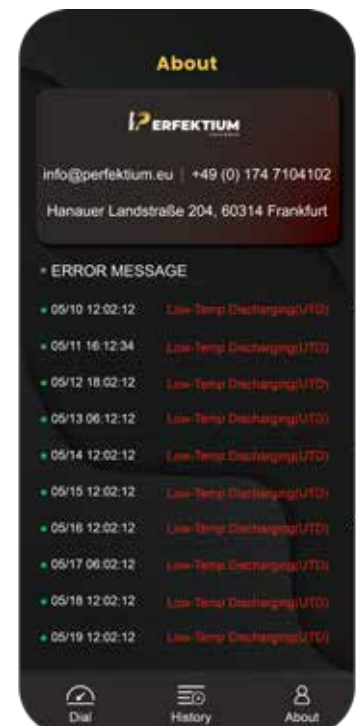 About
PERFEKTIUM
info@perfektium.eu | +49 (0) 174 7104102
Hanauer Landstraße 204, 60314 Frankfurt
ERROR MESSAGE
05/10 12:02:12 Low-Temp Discharging(UTD)
05/11 16:12:34 Low-Temp Discharging(UTD)
05/12 18:02:12 Low-Temp Discharging(UTD)
05/13 06:12:12 Low-Temp Discharging(UTD)
05/14 12:02:12 Low-Temp Discharging(UTD)
05/15 12:02:12 Low-Temp Discharging(UTD)
05/16 12:02:12 Low-Temp Discharging(UTD)
05/17 06:02:12 Low-Temp Discharging(UTD)
05/18 12:02:12 Low-Temp Discharging(UTD)
05/19 12:02:12 Low-Temp Discharging(UTD)
Dial History About